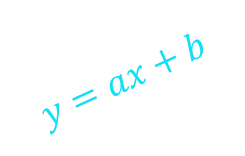 y = ax + b